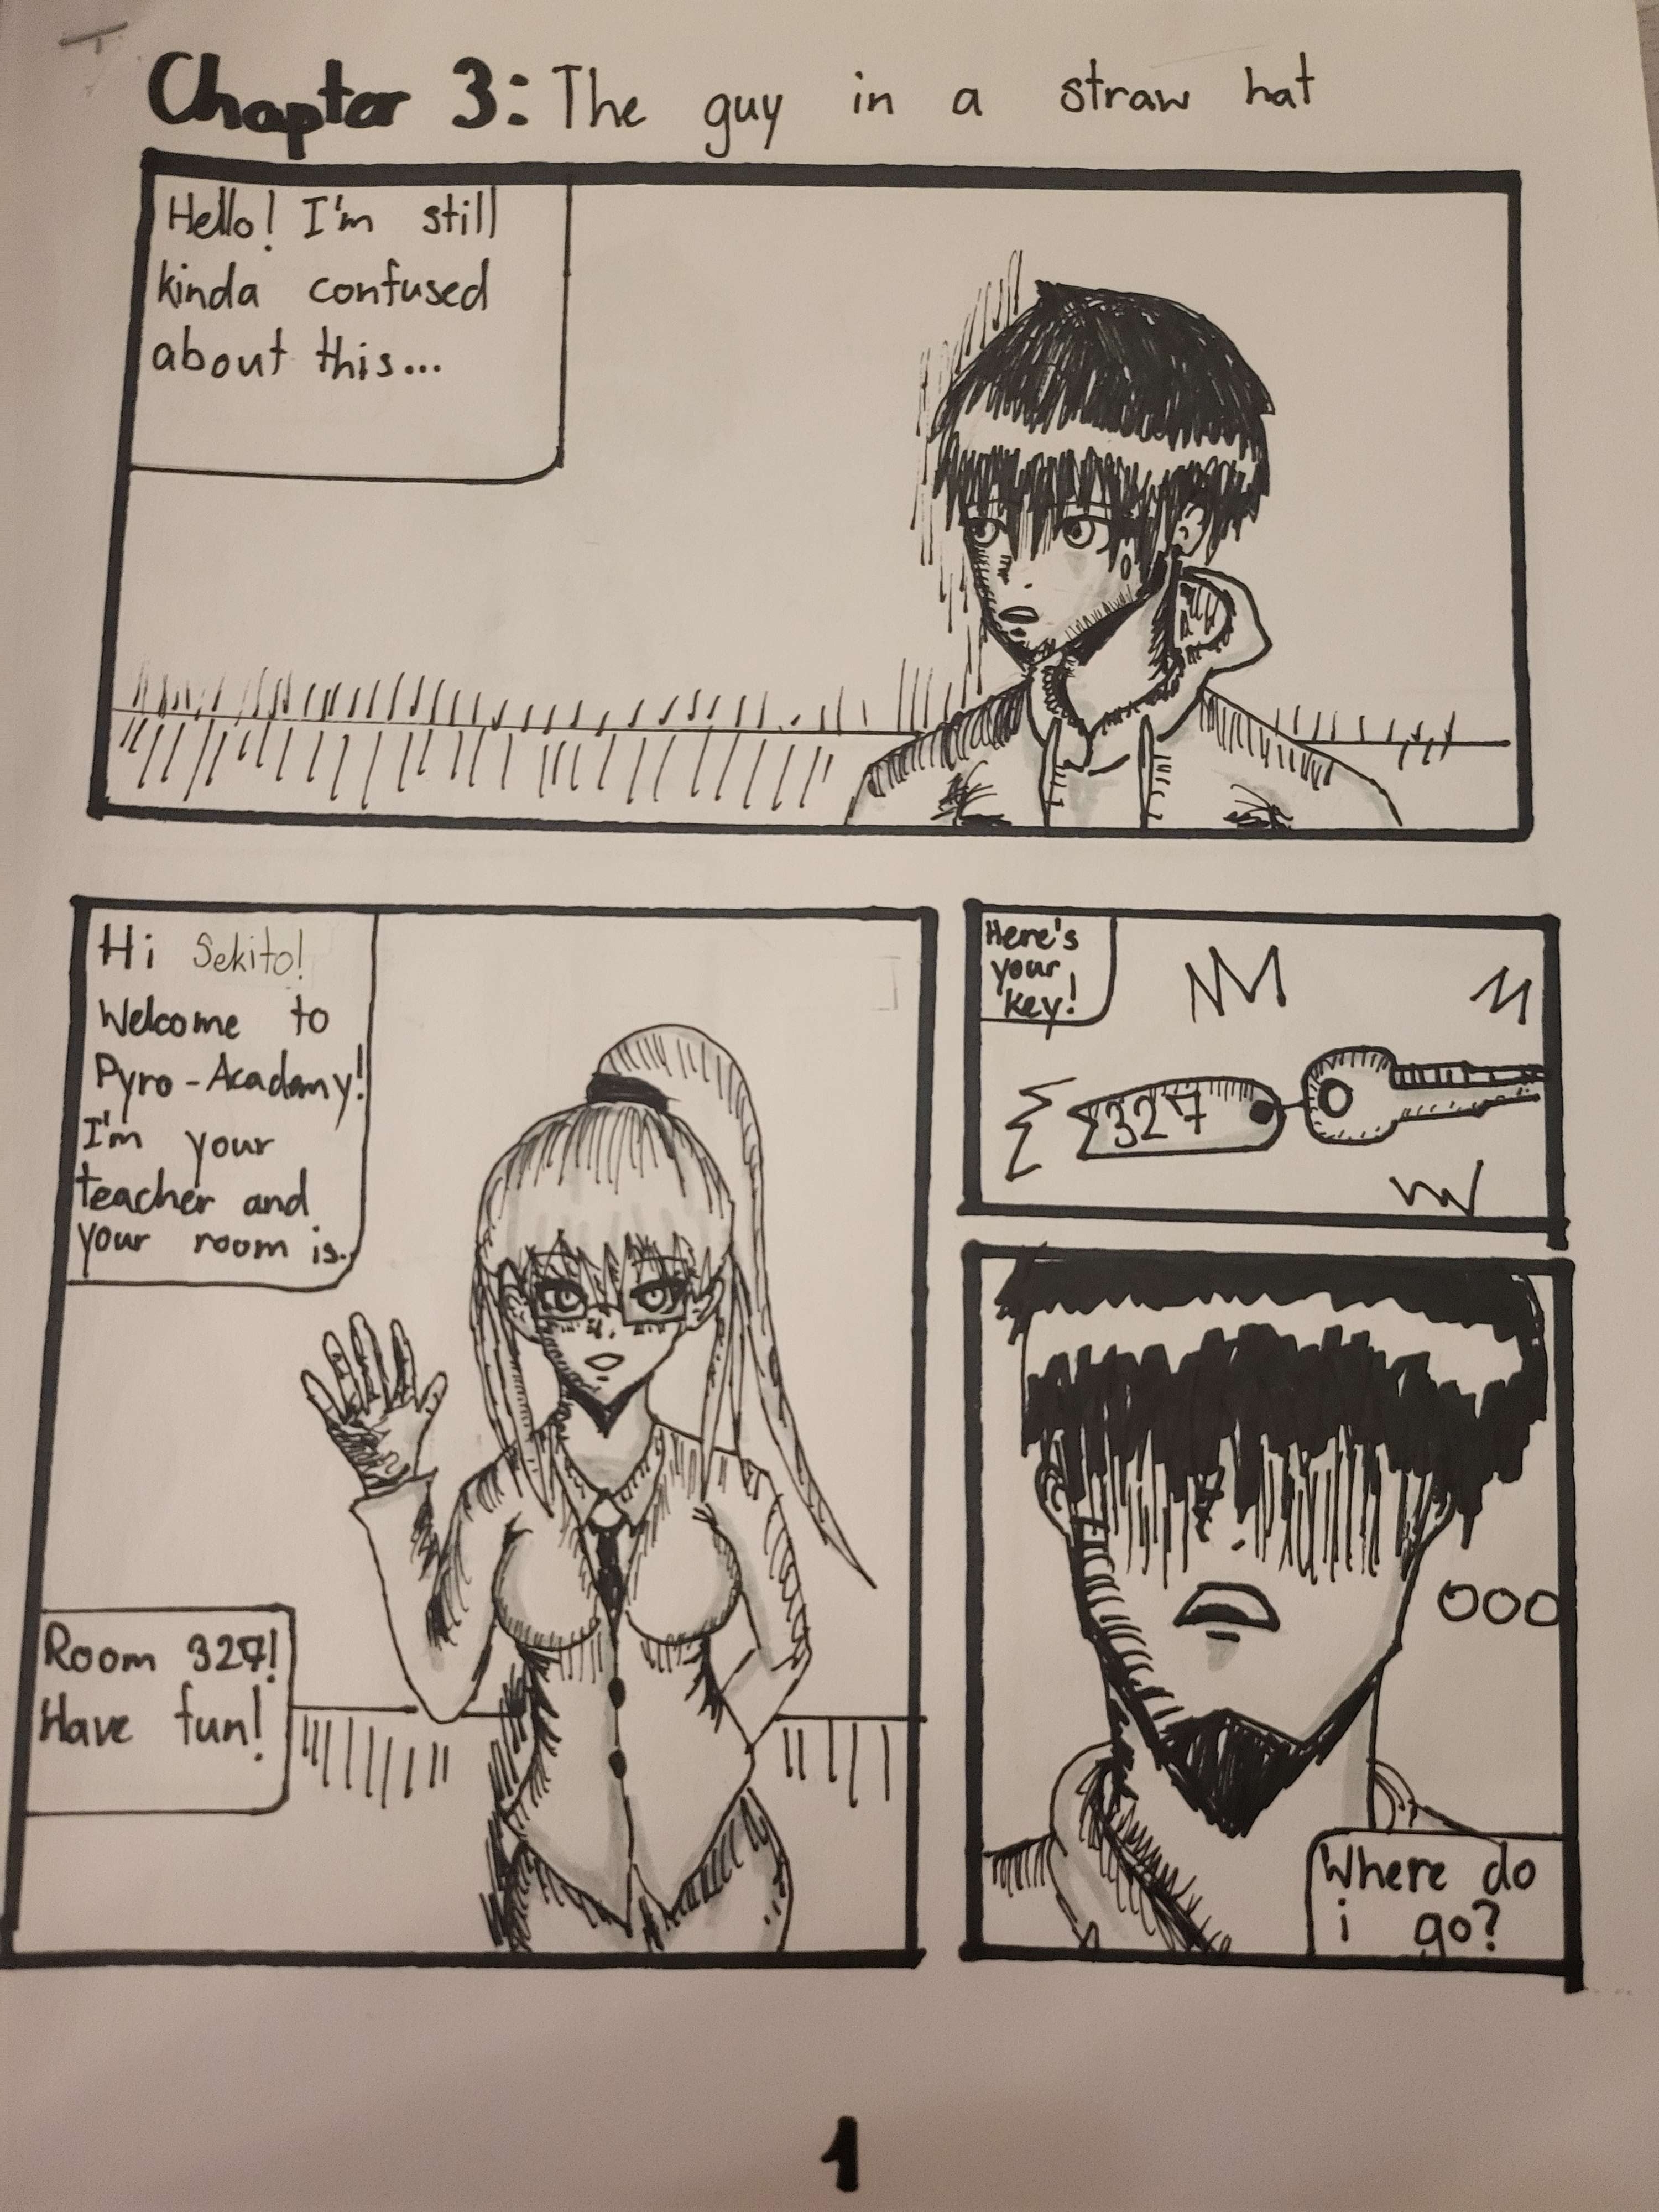 Chapter 3: The guy in a straw hat
Hello! I'm still
kinda confused
about this...
Hi Sekito!
Welcome to
Pyro-Academy!
I'm your
teacher and
your room is..
Room 327!
Have fun!
Here's
your
key!
327
ooo
Where do
i go?
1